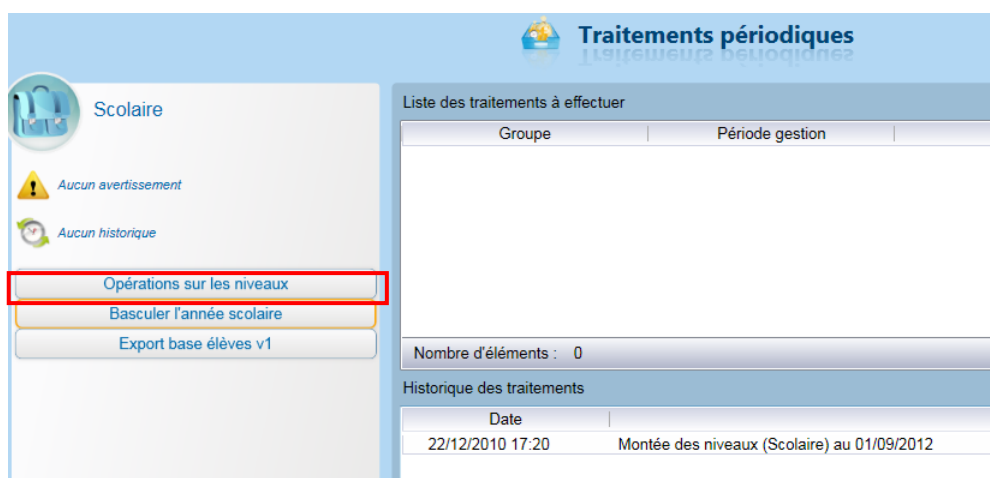 Traitements périodiques
Scolaire
Aucun avertissement
Aucun historique
Opérations sur les niveaux
Basculer l'année scolaire
Export base élèves v1
Liste des traitements à effectuer
Groupe Période gestion
Nombre d'éléments : 0
Historique des traitements
Date
22/12/2010 17:20 Montée des niveaux (Scolaire) au 01/09/2012